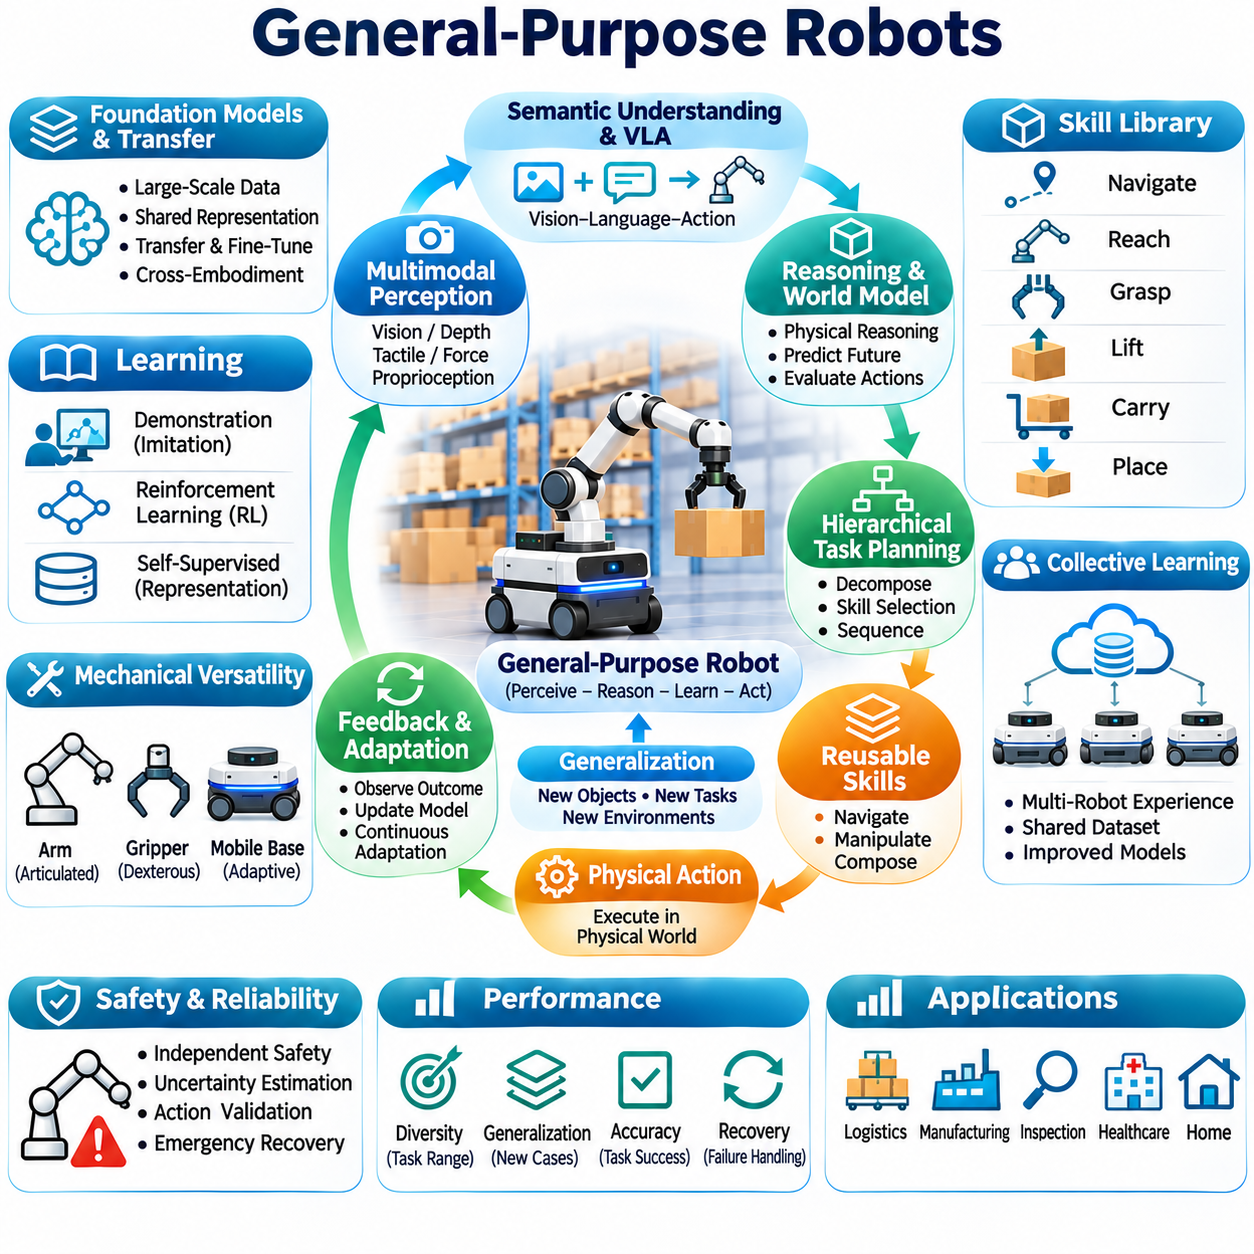 General-Purpose Robots
Foundation Models
& Transfer
• Large-Scale Data
• Shared Representation
• Transfer & Fine-Tune
• Cross-Embodiment
Learning
Demonstration
(Imitation)
Reinforcement
Learning (RL)
Self-Supervised
(Representation)
Mechanical Versatility
Arm
(Articulated)
Gripper
(Dexterous)
Mobile Base
(Adaptive)
Semantic Understanding
& VLA
Vision–Language–Action
Multimodal
Perception
Vision / Depth
Tactile / Force
Proprioception
Reasoning &
World Model
• Physical Reasoning
• Predict Future
• Evaluate Actions
Hierarchical
Task Planning
• Decompose
• Skill Selection
• Sequence
Reusable
Skills
• Navigate
• Manipulate
Compose
Physical Action
Execute in
Physical World
Feedback &
Adaptation
• Observe Outcome
• Update Model
• Continuous
Adaptation
General-Purpose Robot
(Perceive – Reason – Learn – Act)
Generalization
New Objects • New Tasks
New Environments
Skill Library
Navigate
Reach
Grasp
Lift
Carry
Place
Collective Learning
• Multi-Robot Experience
• Shared Dataset
• Improved Models
Safety & Reliability
• Independent Safety
• Uncertainty Estimation
• Action Validation
• Emergency Recovery
Performance
Diversity
(Task Range)
Generalization
(New Cases)
Accuracy
(Task Success)
Recovery
(Failure Handling)
Applications
Logistics
Manufacturing
Inspection
Healthcare
Home